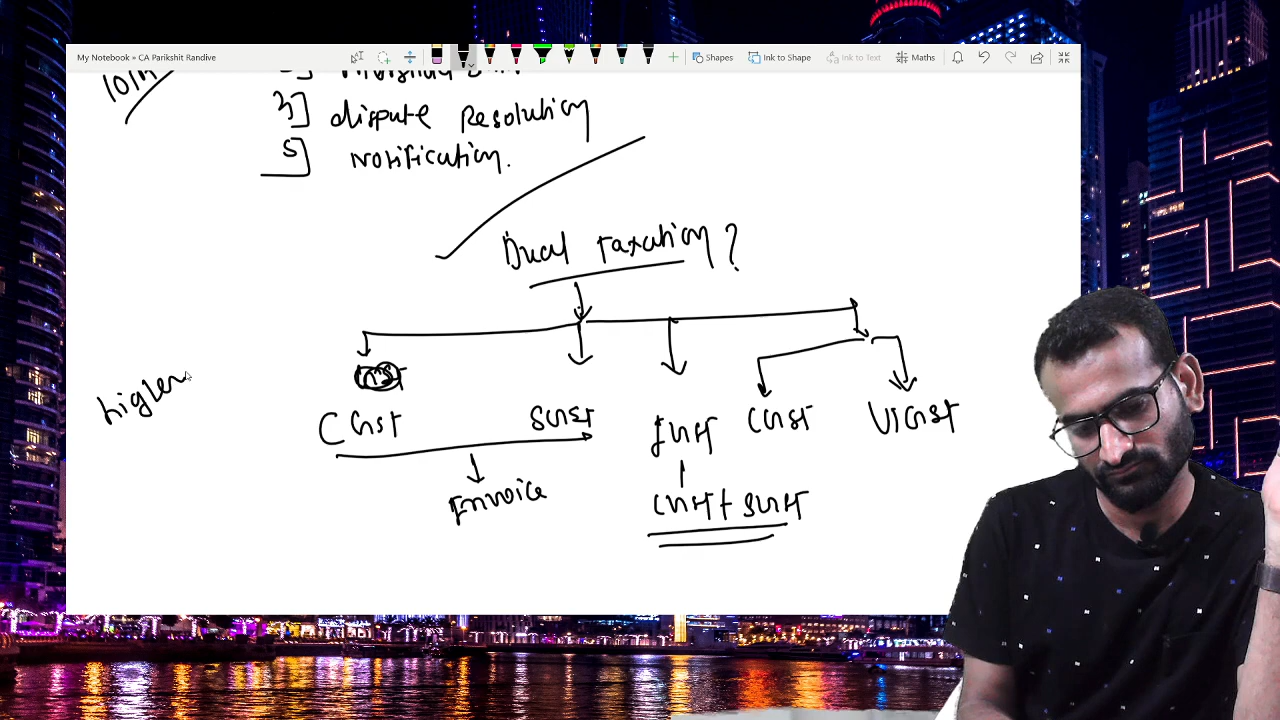 My Notebook » CA Parikshit Randive
Shapes Ink to Shape Ink to Text Maths
3] dispute Resolution
5] Notification.
Dual Taxation?
CGST SGST IGST CGST UTGST
Invoice CGST + SGST
higher